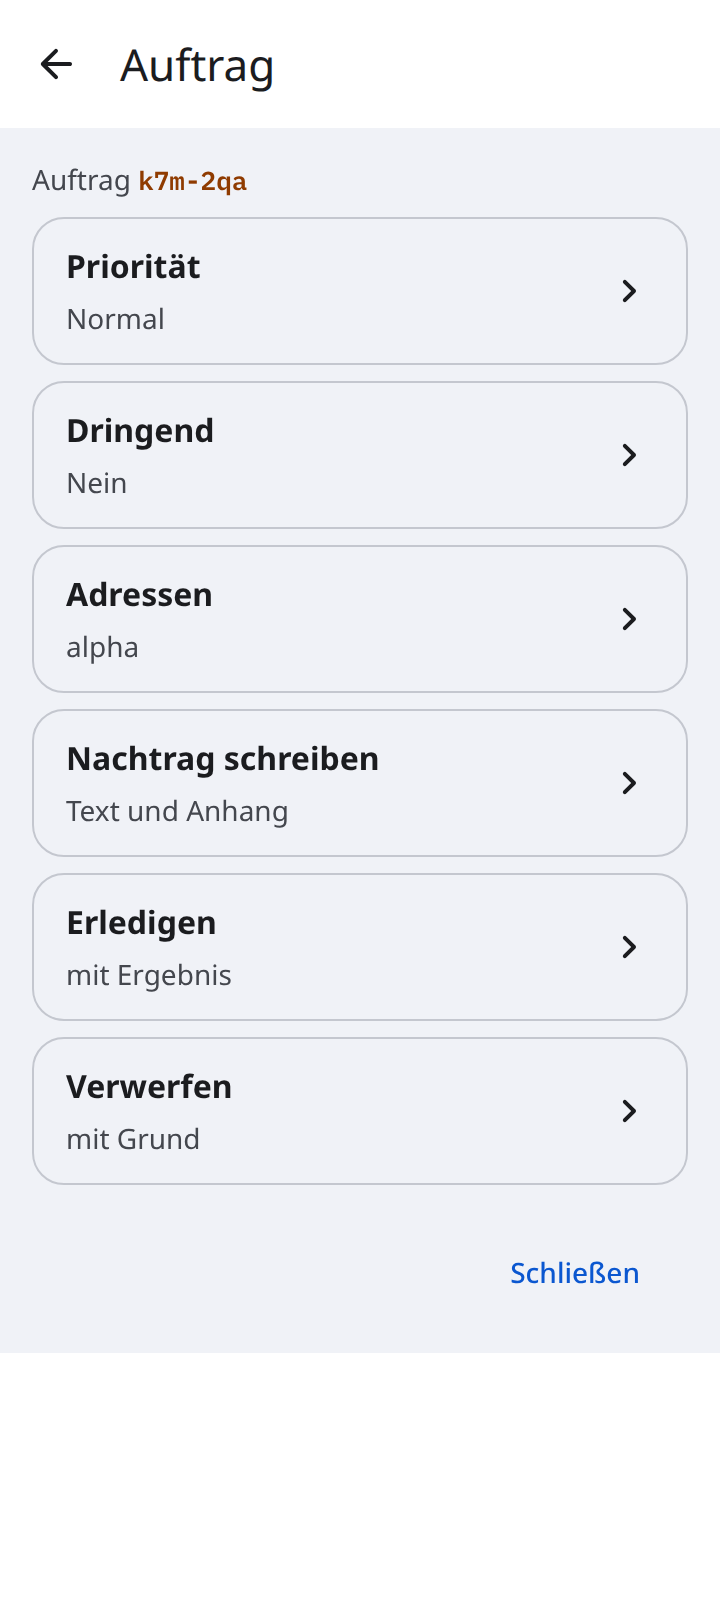 Auftrag
Auftrag k7m-2qa
Priorität
Normal
Dringend
Nein
Adressen
alpha
Nachtrag schreiben
Text und Anhang
Erledigen
mit Ergebnis
Verwerfen
mit Grund
Schließen